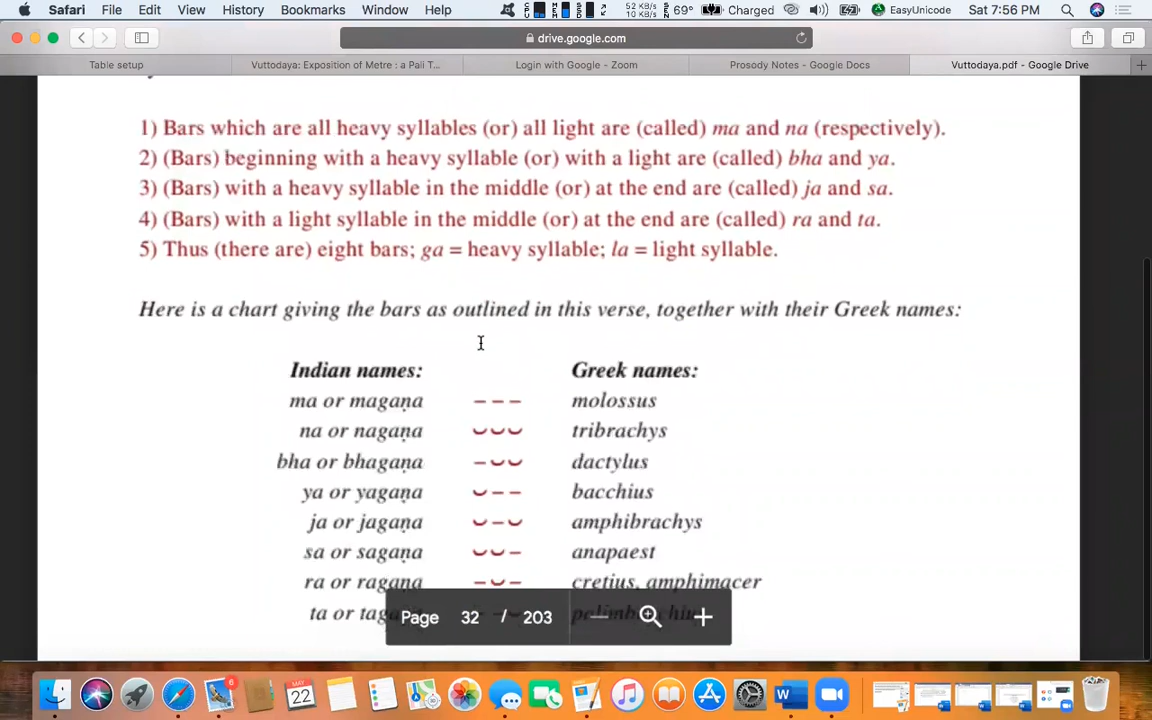 Safari File Edit View History Bookmarks Window Help 52 KB/s 10 KB/s 69° Charged EasyUnicode Sat 7:56 PM
drive.google.com
Table setup Vuttodaya: Exposition of Metre : a Pali T... Login with Google - Zoom Prosody Notes - Google Docs Vuttodaya.pdf - Google Drive
1) Bars which are all heavy syllables (or) all light are (called) ma and na (respectively).
2) (Bars) beginning with a heavy syllable (or) with a light are (called) bha and ya.
3) (Bars) with a heavy syllable in the middle (or) at the end are (called) ja and sa.
4) (Bars) with a light syllable in the middle (or) at the end are (called) ra and ta.
5) Thus (there are) eight bars; ga = heavy syllable; la = light syllable.
Here is a chart giving the bars as outlined in this verse, together with their Greek names:
Indian names: Greek names:
ma or magaṇa – – – molossus
na or nagaṇa ⏑⏑⏑ tribrachys
bha or bhagaṇa –⏑⏑ dactylus
ya or yagaṇa ⏑– – bacchius
ja or jagaṇa ⏑–⏑ amphibrachys
sa or sagaṇa ⏑⏑– anapaest
ra or ragaṇa –⏑– cretius, amphimacer
ta or
Page 32 / 203
MAY
22
6